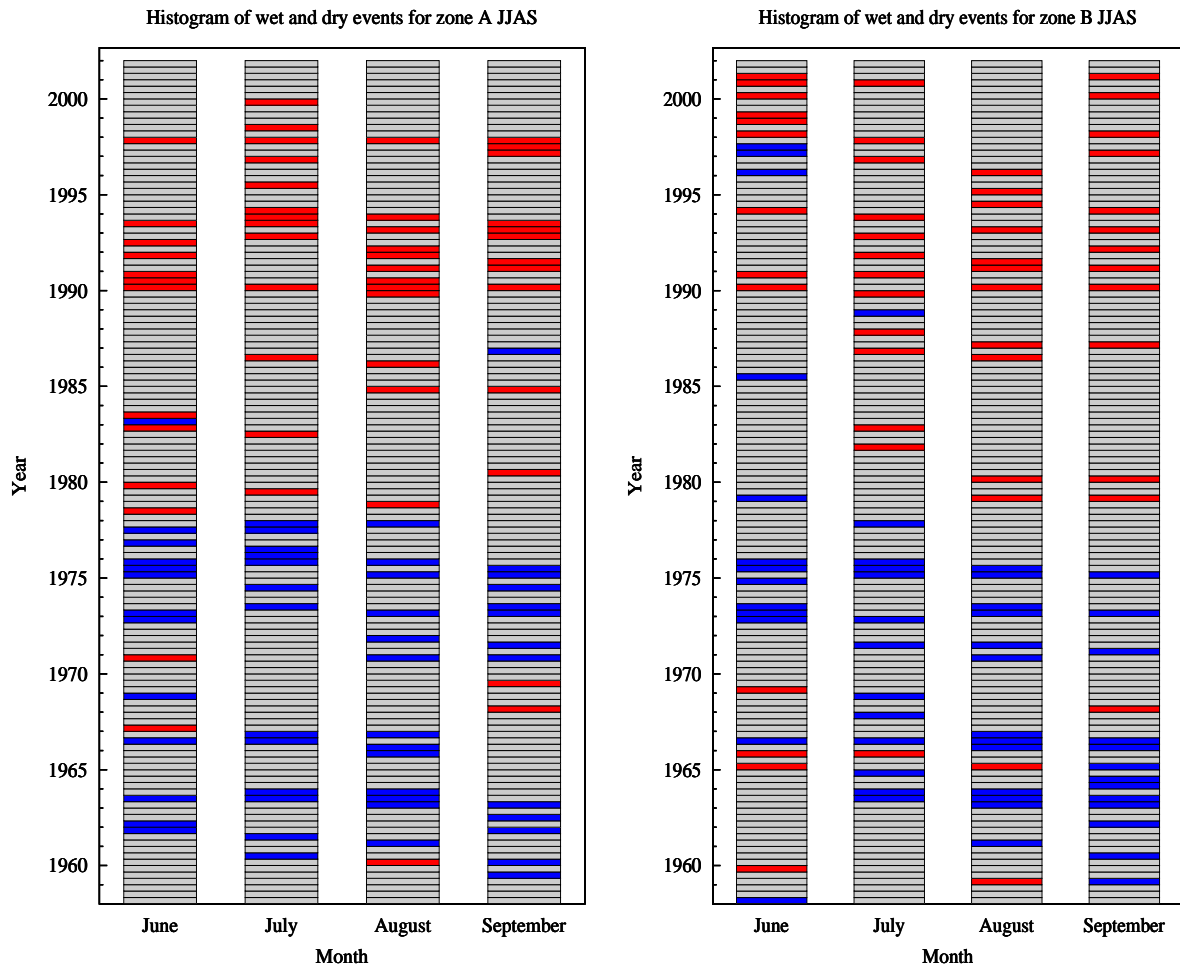 Histogram of wet and dry events for zone A JJAS
2000
1995
1990
1985
1980
1975
1970
1965
1960
Year
June July August September
Month
Histogram of wet and dry events for zone B JJAS
2000
1995
1990
1985
1980
1975
1970
1965
1960
Year
June July August September
Month